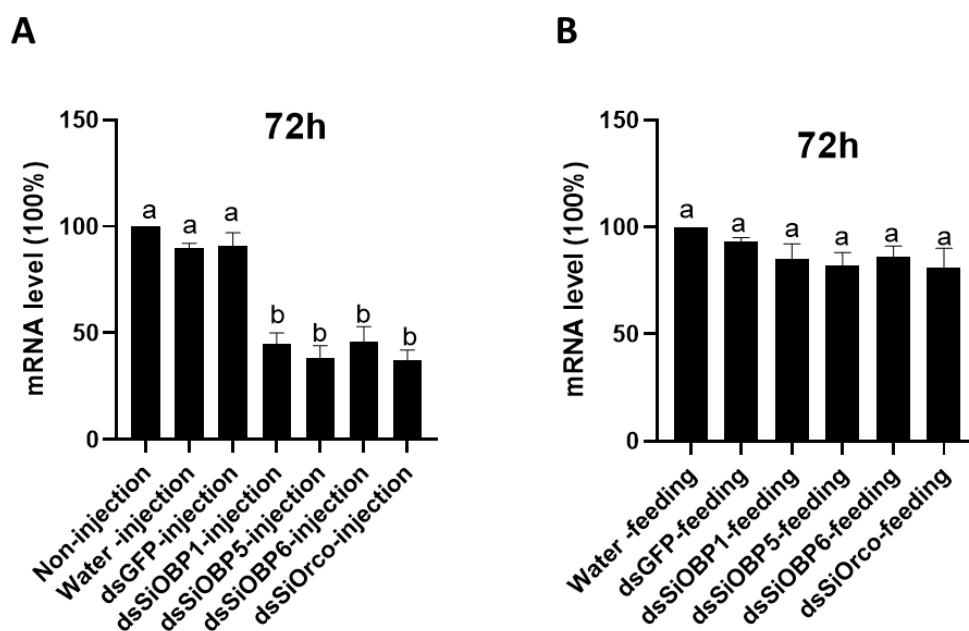 A
72h
mRNA level (100%)
150
100
50
0
a
a
a
b
b
b
b
Non-injection
Water -injection
dsGFP-injection
dsSiOBP1-injection
dsSiOBP5-injection
dsSiOBP6-injection
dsSiOrco-injection
B
72h
mRNA level (100%)
150
100
50
0
a
a
a
a
a
a
Water -feeding
dsGFP-feeding
dsSiOBP1-feeding
dsSiOBP5-feeding
dsSiOBP6-feeding
dsSiOrco-feeding